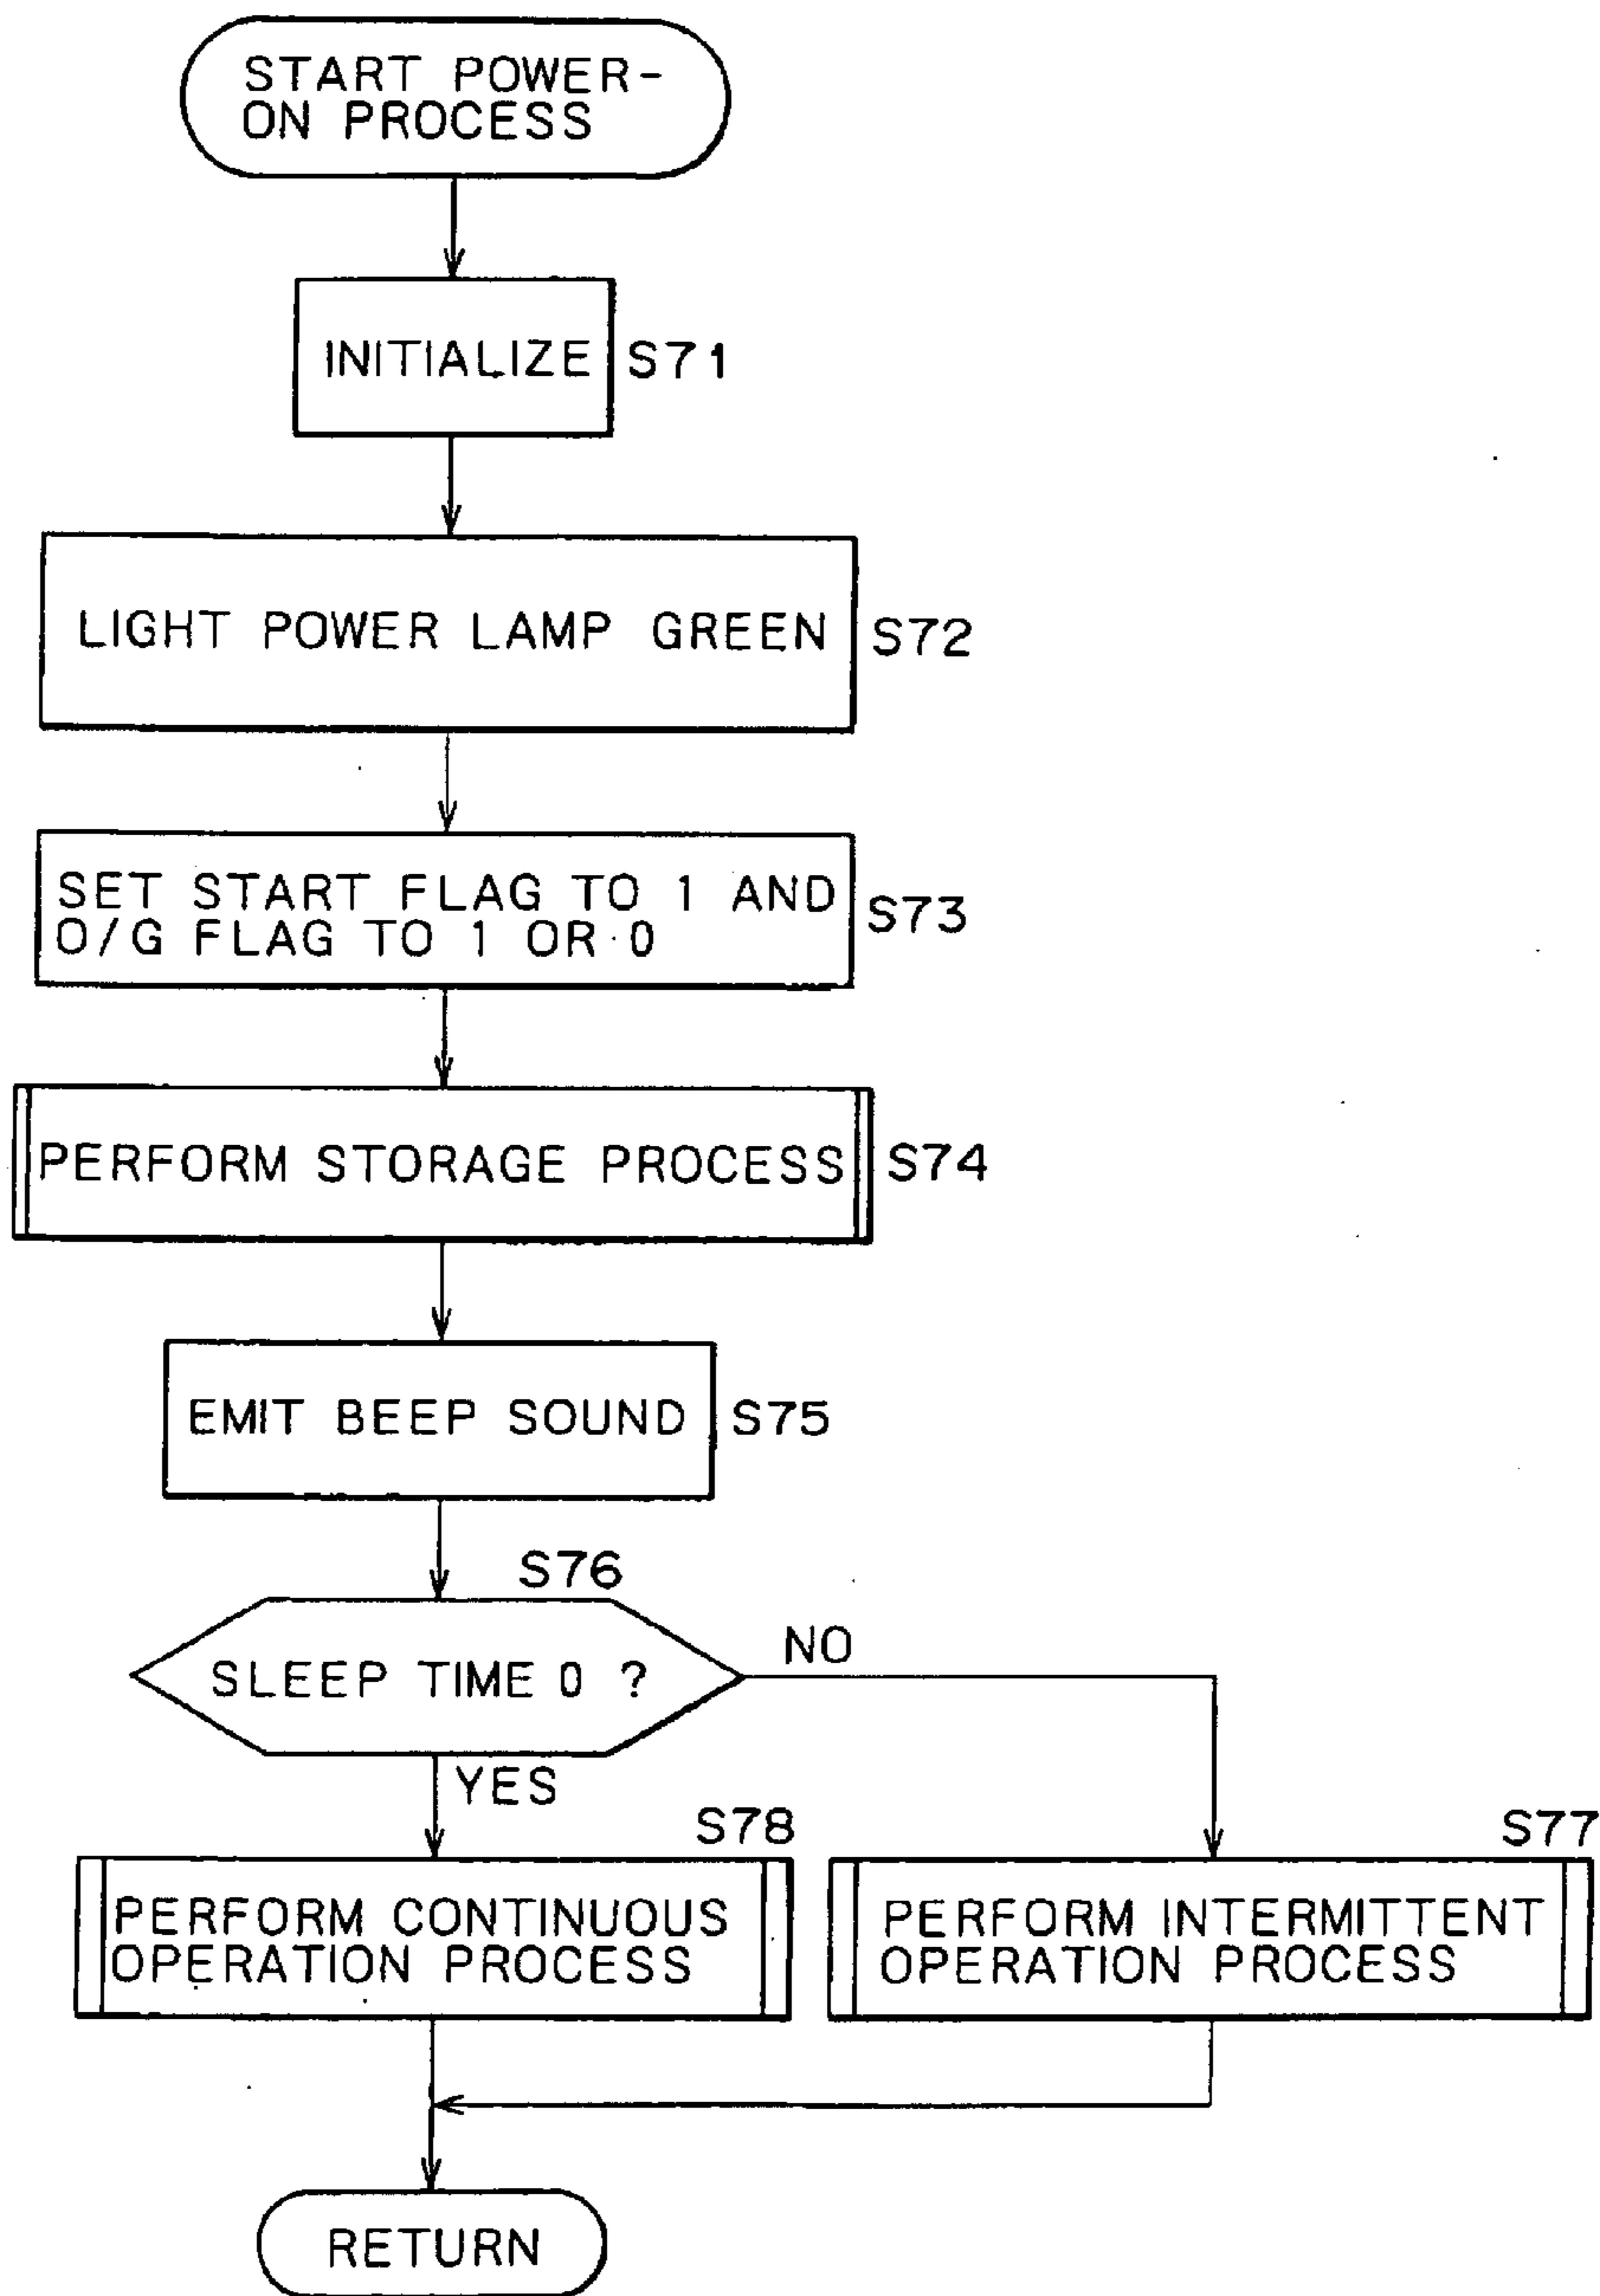 START POWER-
ON PROCESS
INITIALIZE
S71
LIGHT POWER LAMP GREEN
S72
SET START FLAG TO 1 AND
O/G FLAG TO 1 OR 0
S73
PERFORM STORAGE PROCESS
S74
EMIT BEEP SOUND
S75
S76
SLEEP TIME 0 ?
NO
YES
S78
PERFORM CONTINUOUS
OPERATION PROCESS
S77
PERFORM INTERMITTENT
OPERATION PROCESS
RETURN